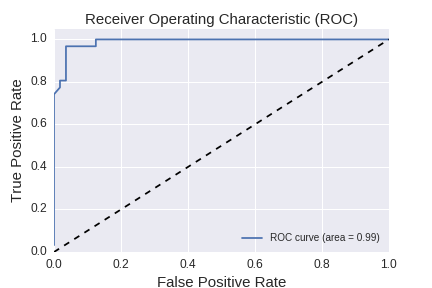 Receiver Operating Characteristic (ROC)
True Positive Rate
1.0
0.8
0.6
0.4
0.2
0.0
ROC curve (area = 0.99)
0.0 0.2 0.4 0.6 0.8 1.0
False Positive Rate